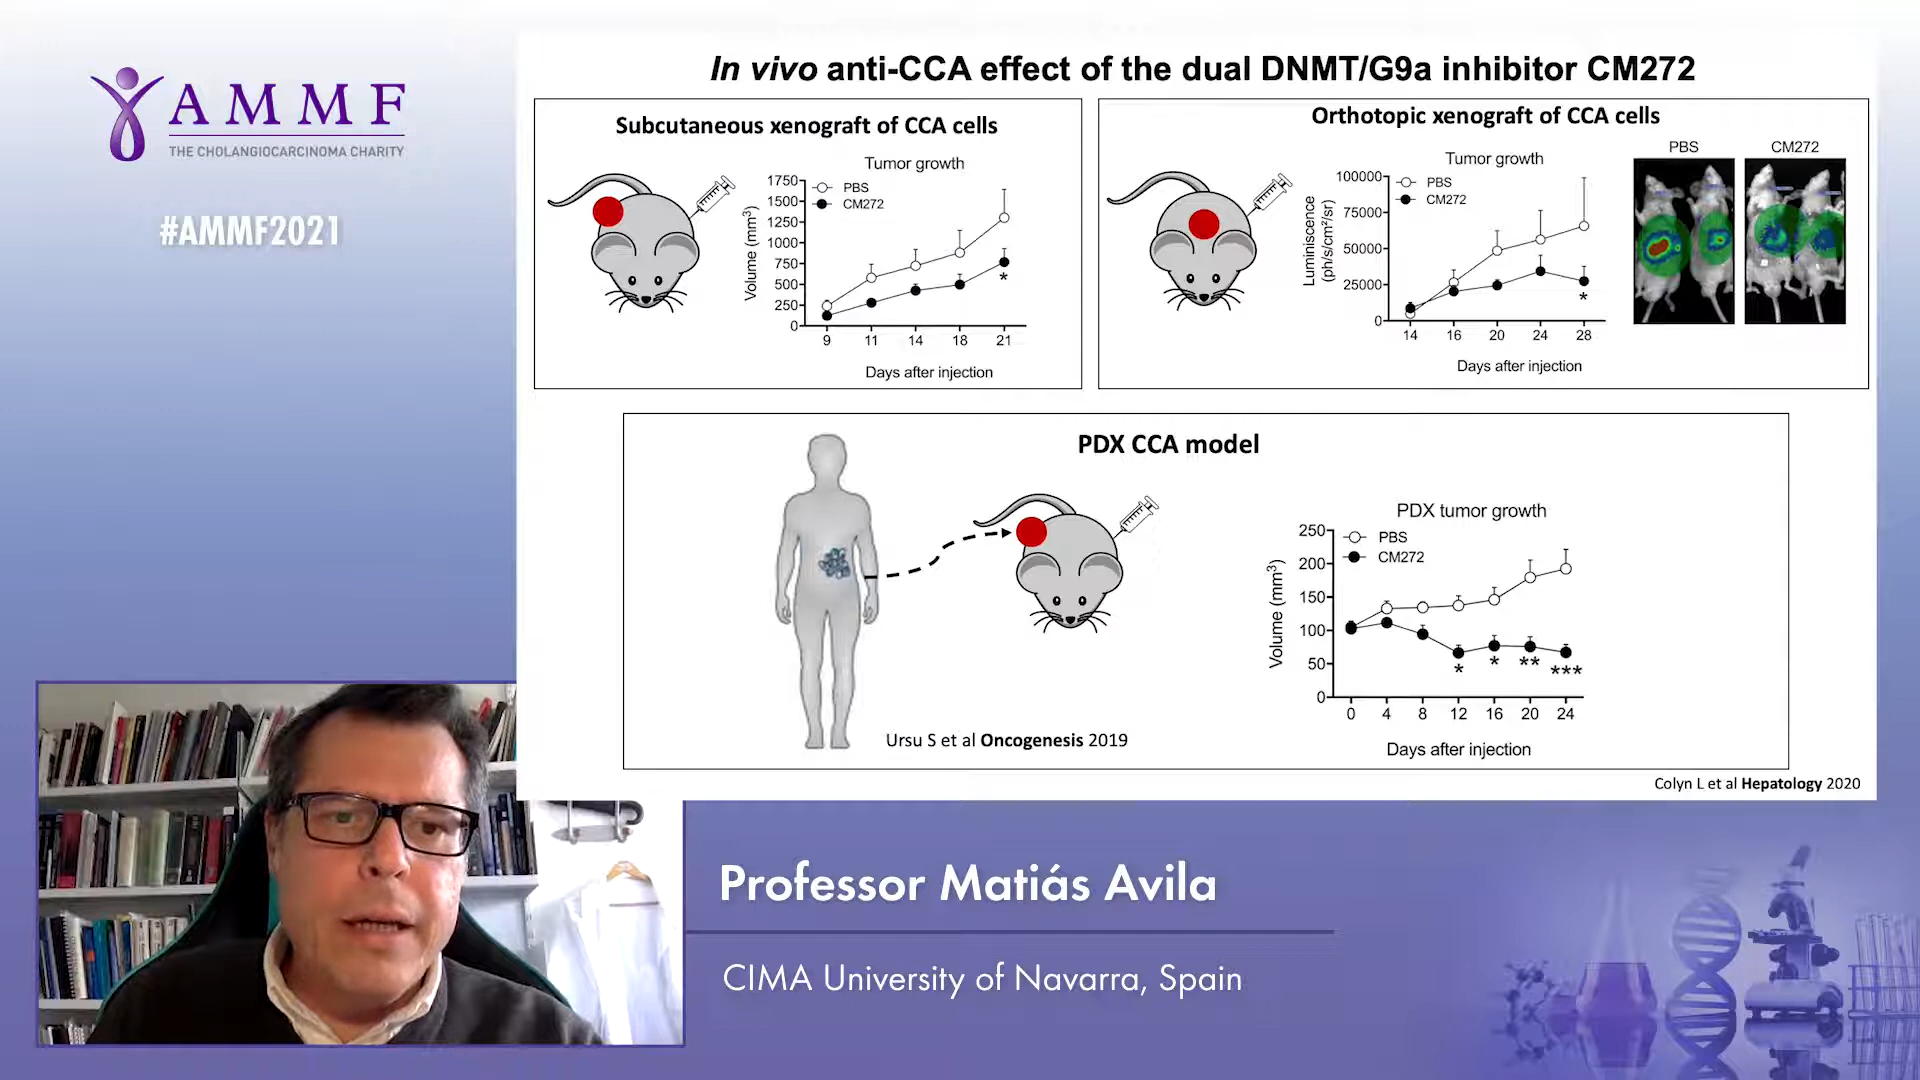 AMMF
THE CHOLANGIOCARCINOMA CHARITY
#AMMF2021
In vivo anti-CCA effect of the dual DNMT/G9a inhibitor CM272
Subcutaneous xenograft of CCA cells
Tumor growth
PBS
CM272
Volume (mm³)
1750
1500
1250
1000
750
500
250
0
*
9 11 14 18 21
Days after injection
Orthotopic xenograft of CCA cells
Tumor growth
PBS
CM272
Luminiscence
(ph/s/cm²/sr)
100000
75000
50000
25000
0
*
14 16 20 24 28
Days after injection
PBS CM272
PDX CCA model
PDX tumor growth
PBS
CM272
Volume (mm³)
250
200
150
100
50
0
* * ** ***
0 4 8 12 16 20 24
Days after injection
Ursu S et al Oncogenesis 2019
Colyn L et al Hepatology 2020
Professor Matiás Avila
CIMA University of Navarra, Spain